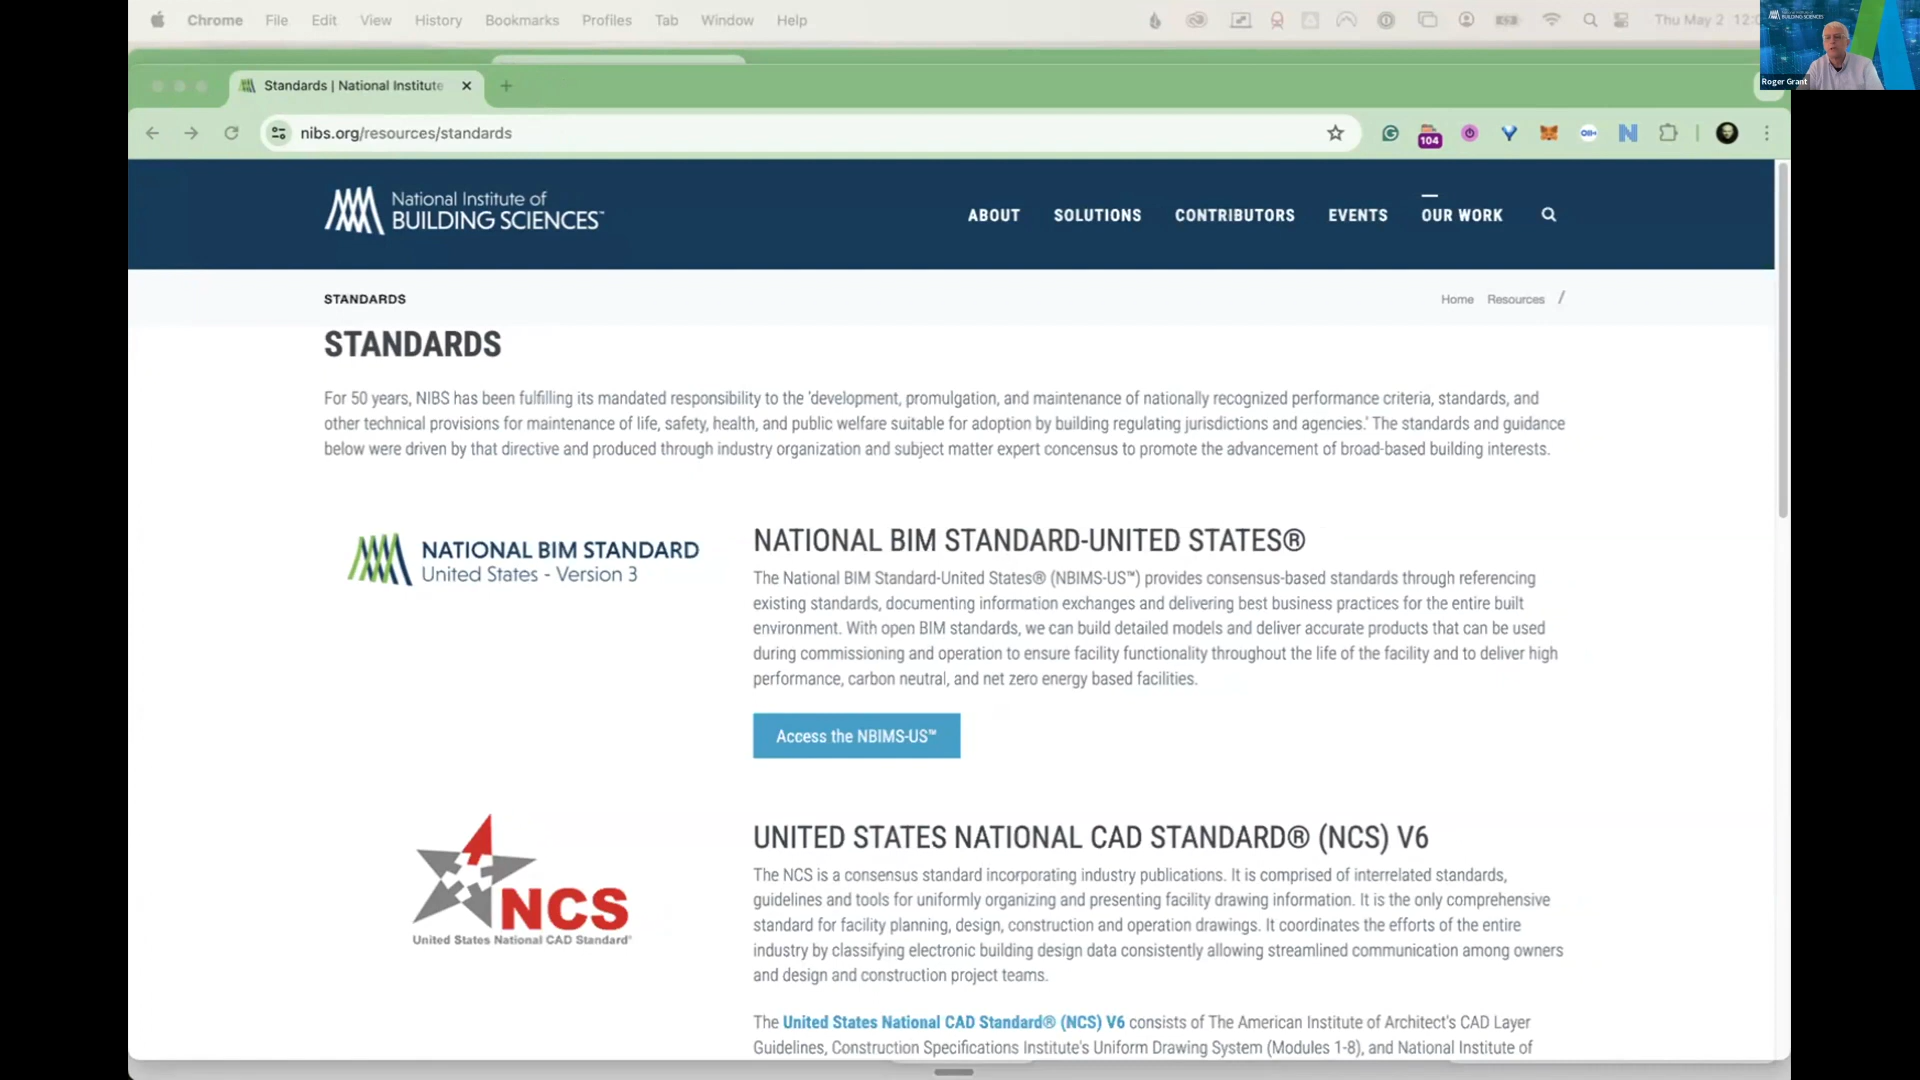 Chrome File Edit View History Bookmarks Profiles Tab Window Help
Thu May 2 12:0
National Institute of
BUILDING SCIENCES
Roger Grant
Standards | National Institute
nibs.org/resources/standards
104
National Institute of
BUILDING SCIENCES™
ABOUT SOLUTIONS CONTRIBUTORS EVENTS OUR WORK
STANDARDS
Home Resources /
STANDARDS
For 50 years, NIBS has been fulfilling its mandated responsibility to the 'development, promulgation, and maintenance of nationally recognized performance criteria, standards, and
other technical provisions for maintenance of life, safety, health, and public welfare suitable for adoption by building regulating jurisdictions and agencies.' The standards and guidance
below were driven by that directive and produced through industry organization and subject matter expert concensus to promote the advancement of broad-based building interests.
NATIONAL BIM STANDARD
United States - Version 3
NATIONAL BIM STANDARD-UNITED STATES®
The National BIM Standard-United States® (NBIMS-US™) provides consensus-based standards through referencing
existing standards, documenting information exchanges and delivering best business practices for the entire built
environment. With open BIM standards, we can build detailed models and deliver accurate products that can be used
during commissioning and operation to ensure facility functionality throughout the life of the facility and to deliver high
performance, carbon neutral, and net zero energy based facilities.
Access the NBIMS-US™
NCS
United States National CAD Standard®
UNITED STATES NATIONAL CAD STANDARD® (NCS) V6
The NCS is a consensus standard incorporating industry publications. It is comprised of interrelated standards,
guidelines and tools for uniformly organizing and presenting facility drawing information. It is the only comprehensive
standard for facility planning, design, construction and operation drawings. It coordinates the efforts of the entire
industry by classifying electronic building design data consistently allowing streamlined communication among owners
and design and construction project teams.
The United States National CAD Standard® (NCS) V6 consists of The American Institute of Architect's CAD Layer
Guidelines, Construction Specifications Institute's Uniform Drawing System (Modules 1-8), and National Institute of